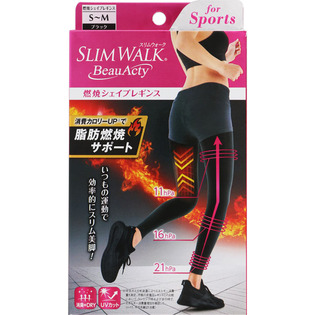 燃焼シェイプレギンス
S~M
ブラック
for
Sports
スリムウォーク
SLIMWALK®
BeauActy®
燃焼シェイプレギンス
消費カロリーUPで
脂肪燃焼
サポート
いつもの運動で
効率的にスリム美脚!
11hPa
16hPa
21hPa
UVカット